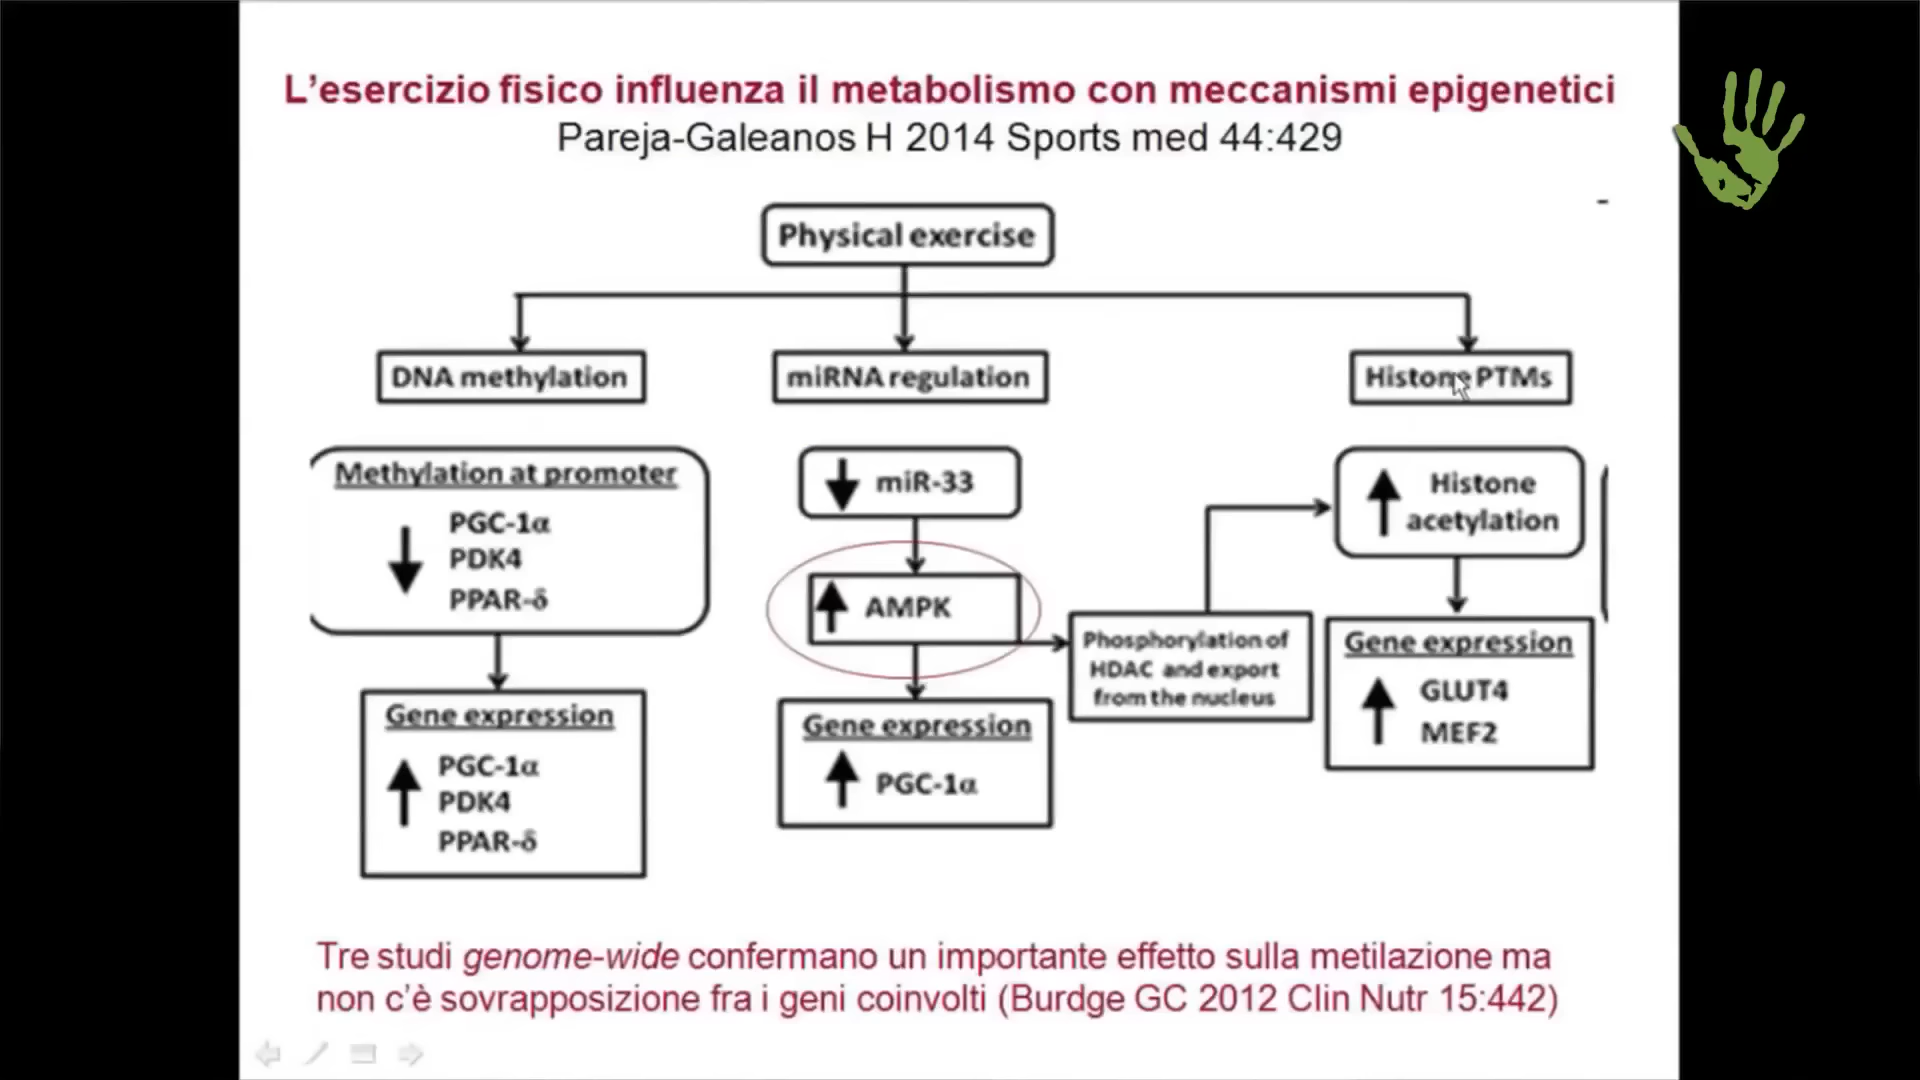 L'esercizio fisico influenza il metabolismo con meccanismi epigenetici
Pareja-Galeanos H 2014 Sports med 44:429
Physical exercise
DNA methylation
miRNA regulation
Histone PTMs
Methylation at promoter
PGC-1α
PDK4
PPAR-δ
Gene expression
PGC-1α
PDK4
PPAR-δ
miR-33
AMPK
Gene expression
PGC-1α
Phosphorylation of
HDAC and export
from the nucleus
Histone
acetylation
Gene expression
GLUT4
MEF2
Tre studi genome-wide confermano un importante effetto sulla metilazione ma
non c'è sovrapposizione fra i geni coinvolti (Burdge GC 2012 Clin Nutr 15:442)